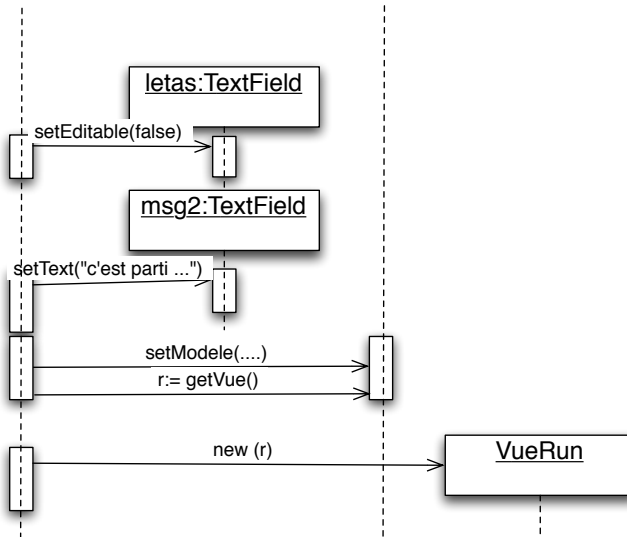 letas:TextField
setEditable(false)
msg2:TextField
setText("c'est parti ...")
setModele(....)
r:= getVue()
new (r)
VueRun